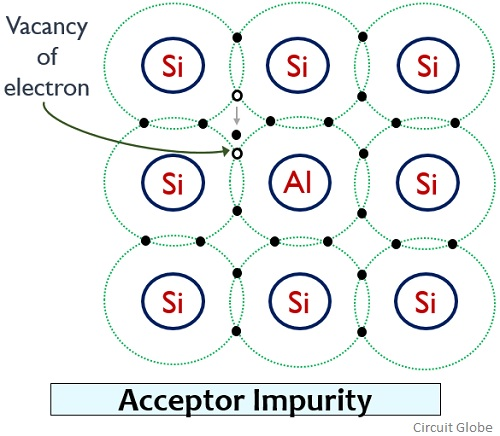 Vacancy
of
electron
Si Si Si
Si Al Si
Si Si Si
Acceptor Impurity
Circuit Globe